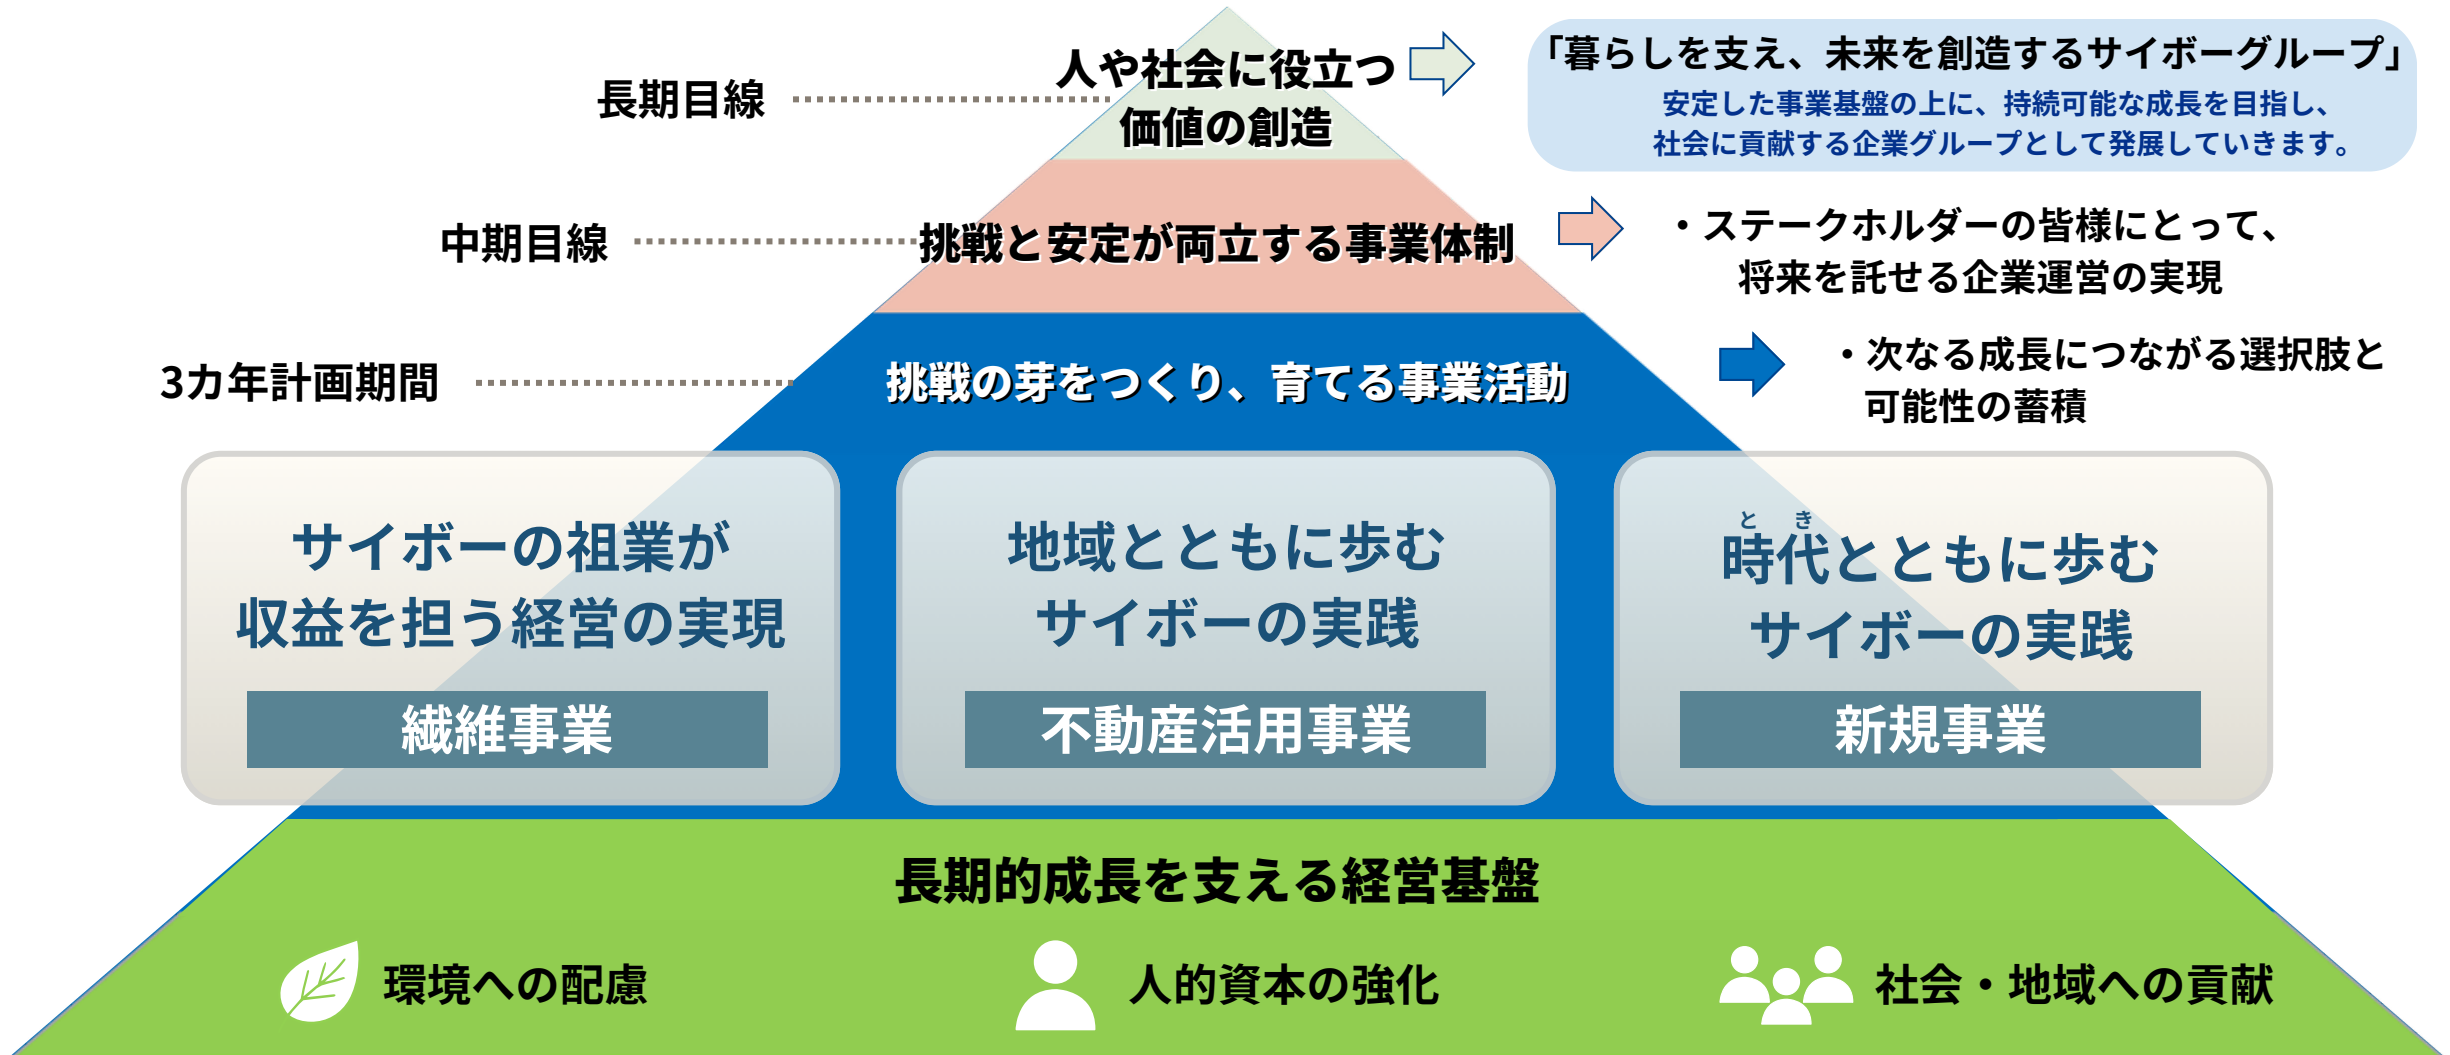 長期目線
人や社会に役立つ
価値の創造
「暮らしを支え、未来を創造するサイボーグループ」
安定した事業基盤の上に、持続可能な成長を目指し、
社会に貢献する企業グループとして発展していきます。
中期目線
挑戦と安定が両立する事業体制
・ステークホルダーの皆様にとって、
将来を託せる企業運営の実現
3カ年計画期間
挑戦の芽をつくり、育てる事業活動
・次なる成長につながる選択肢と
可能性の蓄積
サイボーの祖業が
収益を担う経営の実現
繊維事業
地域とともに歩む
サイボーの実践
不動産活用事業
とき
時代とともに歩む
サイボーの実践
新規事業
長期的成長を支える経営基盤
環境への配慮
人的資本の強化
社会・地域への貢献